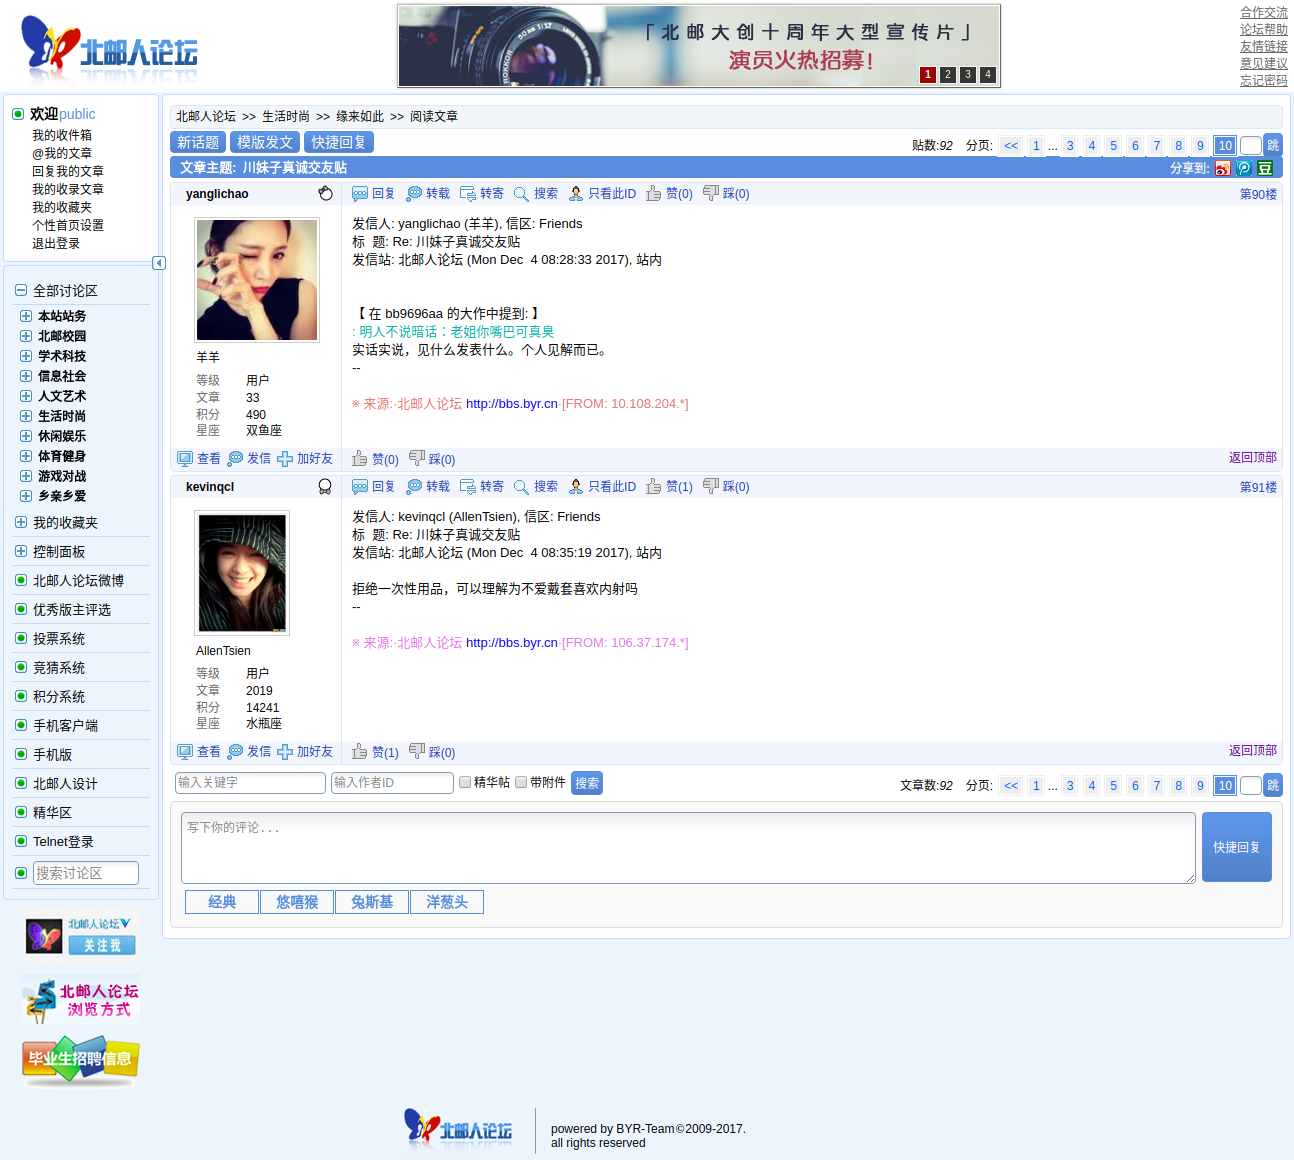 北邮人论坛
「北邮大创十周年大型宣传片」
演员火热招募！
1 2 3 4
合作交流
论坛帮助
友情链接
意见建议
忘记密码
欢迎public
我的收件箱
@我的文章
回复我的文章
我的收录文章
我的收藏夹
个性首页设置
退出登录
全部讨论区
本站站务
北邮校园
学术科技
信息社会
人文艺术
生活时尚
休闲娱乐
体育健身
游戏对战
乡亲乡爱
我的收藏夹
控制面板
北邮人论坛微博
优秀版主评选
投票系统
竞猜系统
积分系统
手机客户端
手机版
北邮人设计
精华区
Telnet登录
搜索讨论区
北邮人论坛
关注我
北邮人论坛
浏览方式
毕业生招聘信息
北邮人论坛 >> 生活时尚 >> 缘来如此 >> 阅读文章
新话题 模版发文 快捷回复
贴数:92 分页: << 1 ... 3 4 5 6 7 8 9 10 跳
文章主题: 川妹子真诚交友贴 分享到: 豆
yanglichao 回复 转载 转寄 搜索 只看此ID 赞(0) 踩(0) 第90楼
羊羊
等级 用户
文章 33
积分 490
星座 双鱼座
发信人: yanglichao (羊羊), 信区: Friends
标 题: Re: 川妹子真诚交友贴
发信站: 北邮人论坛 (Mon Dec  4 08:28:33 2017), 站内
【 在 bb9696aa 的大作中提到: 】
: 明人不说暗话：老姐你嘴巴可真臭
实话实说，见什么发表什么。个人见解而已。
--
※ 来源:·北邮人论坛 http://bbs.byr.cn·[FROM: 10.108.204.*]
查看 发信 加好友 赞(0) 踩(0) 返回顶部
kevinqcl 回复 转载 转寄 搜索 只看此ID 赞(1) 踩(0) 第91楼
AllenTsien
等级 用户
文章 2019
积分 14241
星座 水瓶座
发信人: kevinqcl (AllenTsien), 信区: Friends
标 题: Re: 川妹子真诚交友贴
发信站: 北邮人论坛 (Mon Dec  4 08:35:19 2017), 站内
拒绝一次性用品，可以理解为不爱戴套喜欢内射吗
--
※ 来源:·北邮人论坛 http://bbs.byr.cn·[FROM: 106.37.174.*]
查看 发信 加好友 赞(1) 踩(0) 返回顶部
输入关键字 输入作者ID 精华帖 带附件 搜索
文章数:92 分页: << 1 ... 3 4 5 6 7 8 9 10 跳
写下你的评论...
快捷回复
经典 悠嘻猴 兔斯基 洋葱头
北邮人论坛
powered by BYR-Team©2009-2017.
all rights reserved